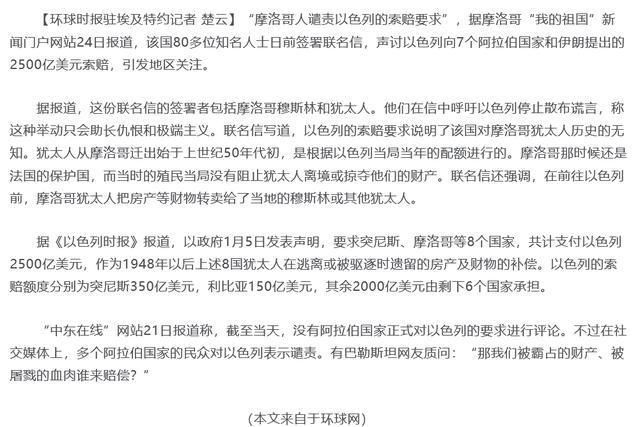 【环球时报驻埃及特约记者 楚云】“摩洛哥人谴责以色列的索赔要求”，据摩洛哥“我的祖国”新
闻门户网站24日报道，该国80多位知名人士日前签署联名信，声讨以色列向7个阿拉伯国家和伊朗提出的
2500亿美元索赔，引发地区关注。
据报道，这份联名信的签署者包括摩洛哥穆斯林和犹太人。他们在信中呼吁以色列停止散布谎言，称
这种举动只会助长仇恨和极端主义。联名信写道，以色列的索赔要求说明了该国对摩洛哥犹太人历史的无
知。犹太人从摩洛哥迁出始于上世纪50年代初，是根据以色列当局当年的配额进行的。摩洛哥那时候还是
法国的保护国，而当时的殖民当局没有阻止犹太人离境或掠夺他们的财产。联名信还强调，在前往以色列
前，摩洛哥犹太人把房产等财物转卖给了当地的穆斯林或其他犹太人。
据《以色列时报》报道，以政府1月5日发表声明，要求突尼斯、摩洛哥等8个国家，共计支付以色列
2500亿美元，作为1948年以后上述8国犹太人在逃离或被驱逐时遗留的房产及财物的补偿。以色列的索
赔额度分别为突尼斯350亿美元，利比亚150亿美元，其余2000亿美元由剩下6个国家承担。
“中东在线”网站21日报道称，截至当天，没有阿拉伯国家正式对以色列的要求进行评论。不过在社
交媒体上，多个阿拉伯国家的民众对以色列表示谴责。有巴勒斯坦网友质问：“那我们被霸占的财产、被
屠戮的血肉谁来赔偿？”
(本文来自于环球网)